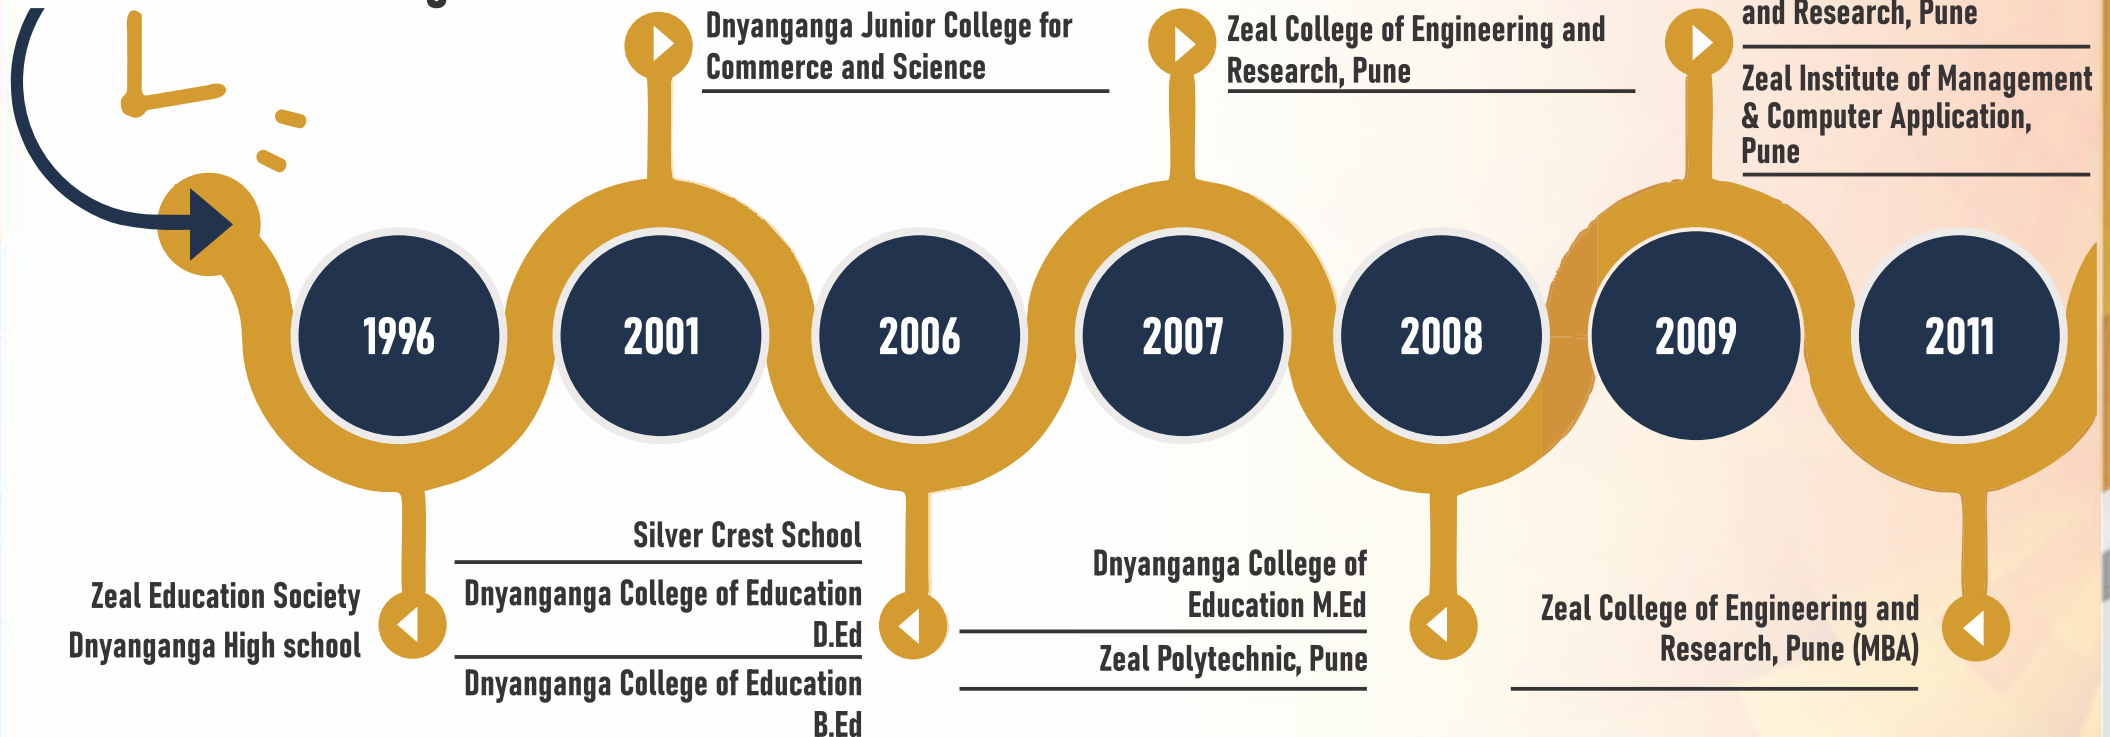 Dnyanganga Junior College for
Commerce and Science
Zeal College of Engineering and
Research, Pune
and Research, Pune
Zeal Institute of Management
& Computer Application,
Pune
1996
2001
2006
2007
2008
2009
2011
Zeal Education Society
Dnyanganga High school
Silver Crest School
Dnyanganga College of Education
D.Ed
Dnyanganga College of Education
B.Ed
Dnyanganga College of
Education M.Ed
Zeal Polytechnic, Pune
Zeal College of Engineering and
Research, Pune (MBA)